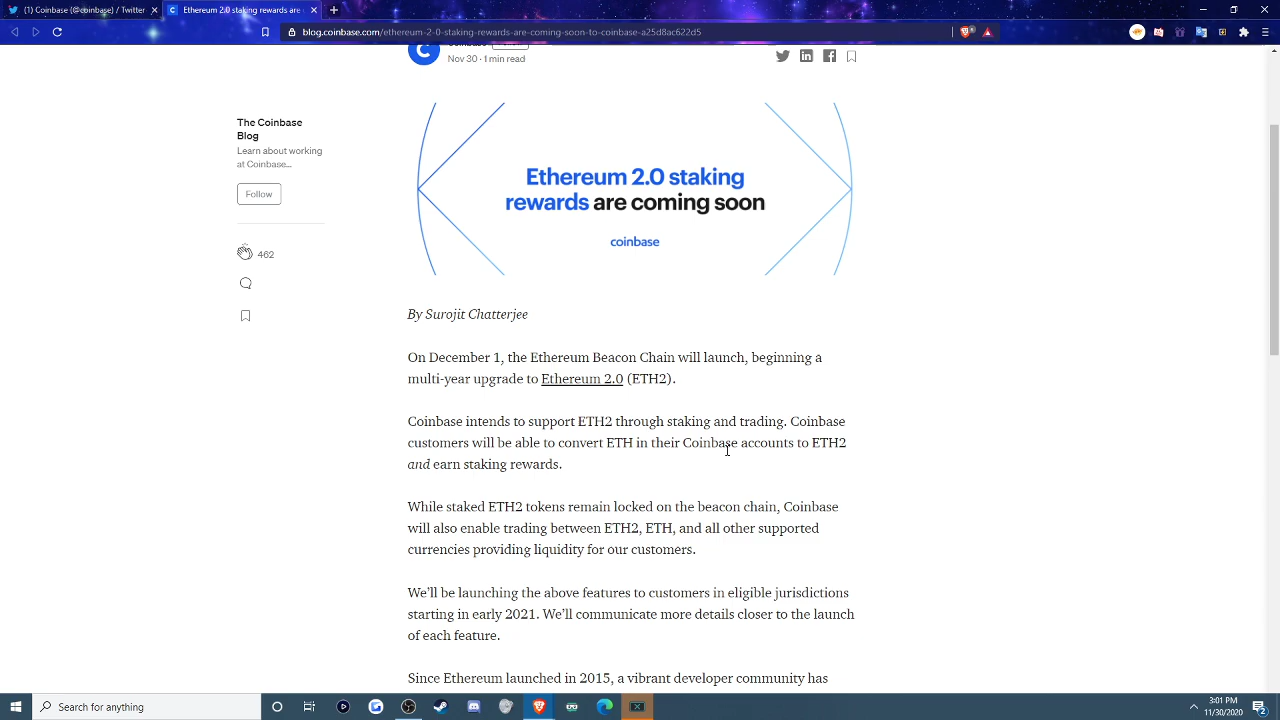 (1) Coinbase (@coinbase) / Twitter
Ethereum 2.0 staking rewards are
blog.coinbase.com/ethereum-2-0-staking-rewards-are-coming-soon-to-coinbase-a25d8ac622d5
Nov 30 · 1 min read
The Coinbase
Blog
Learn about working
at Coinbase...
Follow
462
Ethereum 2.0 staking
rewards are coming soon
coinbase
By Surojit Chatterjee
On December 1, the Ethereum Beacon Chain will launch, beginning a
multi-year upgrade to Ethereum 2.0 (ETH2).
Coinbase intends to support ETH2 through staking and trading. Coinbase
customers will be able to convert ETH in their Coinbase accounts to ETH2
and earn staking rewards.
While staked ETH2 tokens remain locked on the beacon chain, Coinbase
will also enable trading between ETH2, ETH, and all other supported
currencies providing liquidity for our customers.
We’ll be launching the above features to customers in eligible jurisdictions
starting in early 2021. We’ll communicate more details closer to the launch
of each feature.
Since Ethereum launched in 2015, a vibrant developer community has
Search for anything
3:01 PM
11/30/2020
2